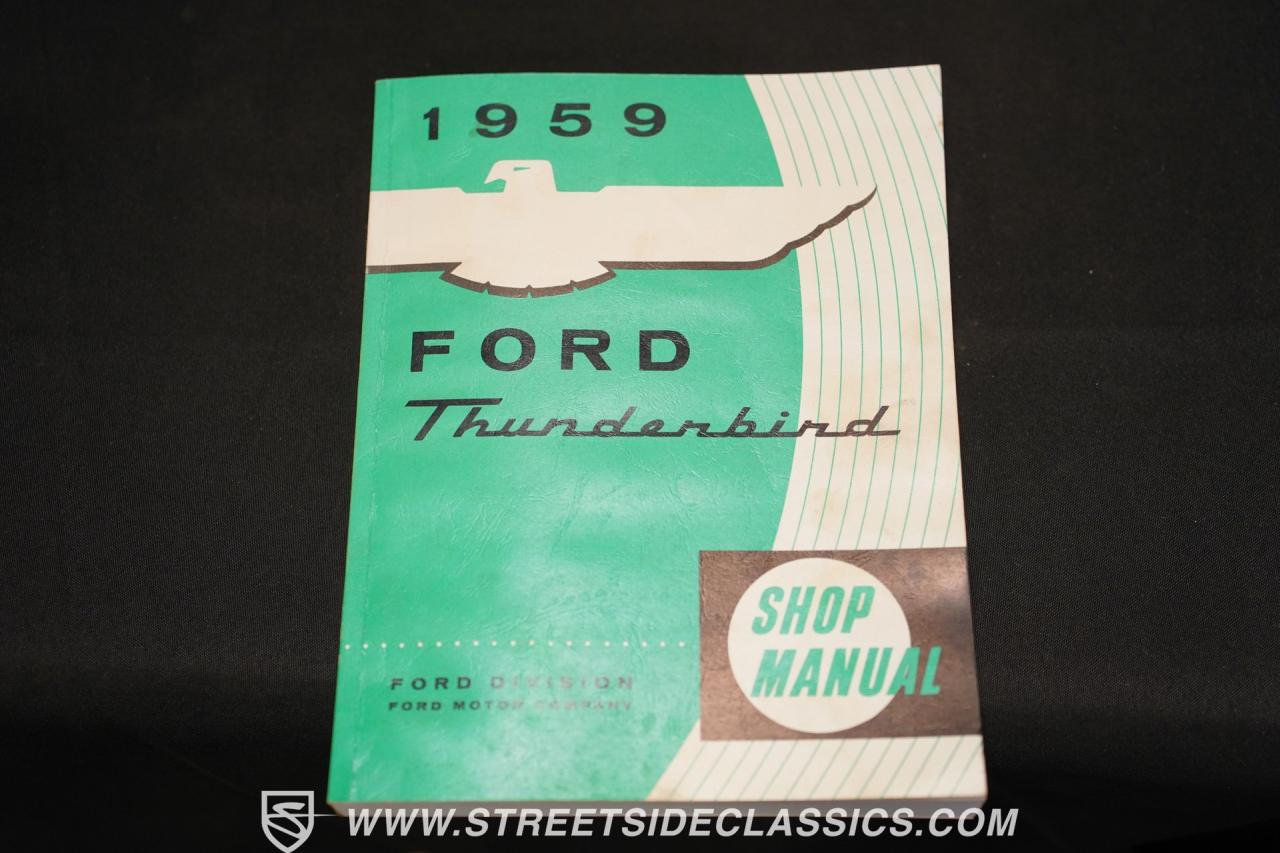 1959
FORD
Thunderbird
SHOP
MANUAL
FORD DIVISION
FORD MOTOR COMPANY
WWW.STREETSIDECLASSICS.COM